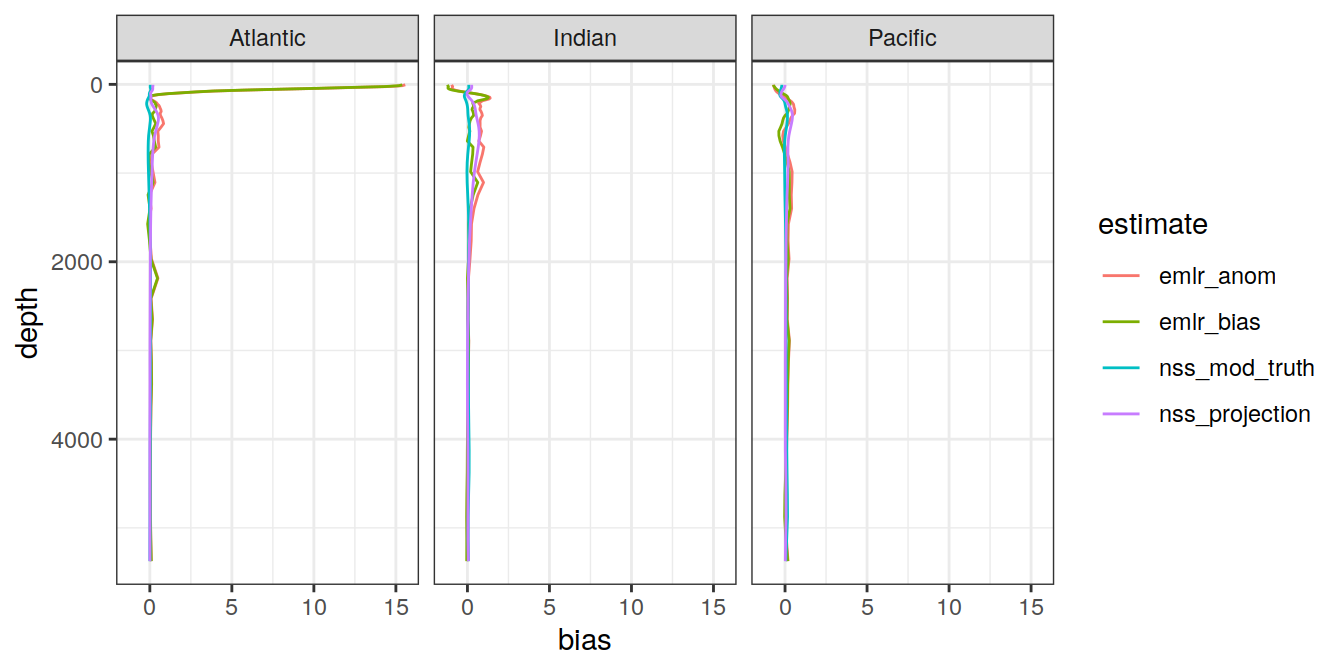 Atlantic Indian Pacific
0
2000
4000
depth
0 5 10 15 0 5 10 15 0 5 10 15
bias
estimate
emlr_anom
emlr_bias
nss_mod_truth
nss_projection